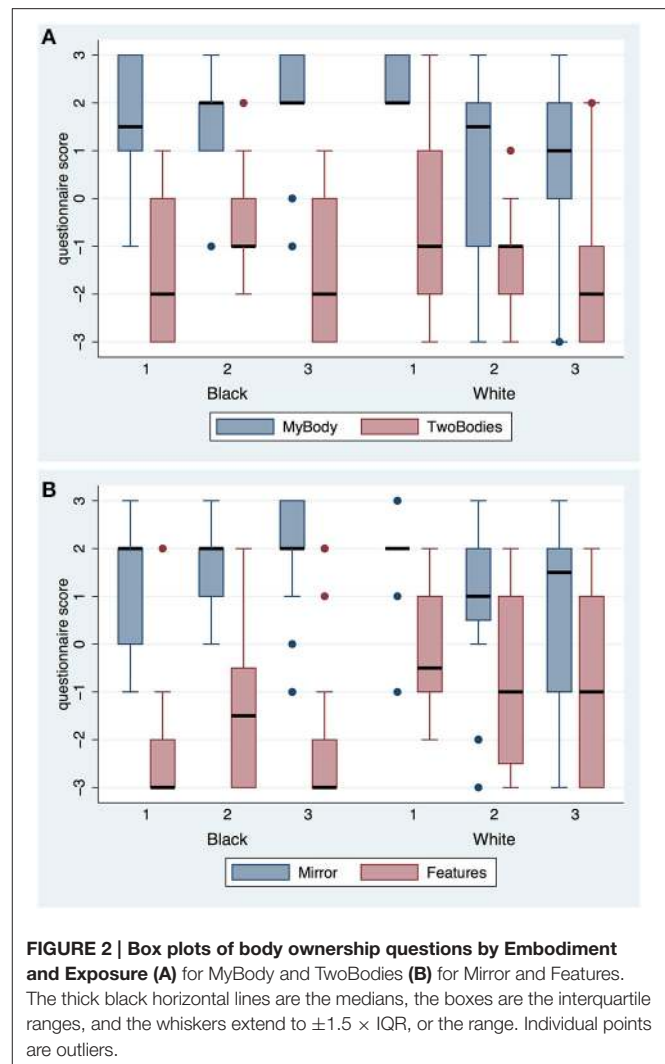 A
3
2
1
0
-1
-2
-3
questionnaire score
1 2 3 1 2 3
Black White
MyBody TwoBodies
B
3
2
1
0
-1
-2
-3
questionnaire score
1 2 3 1 2 3
Black White
Mirror Features
FIGURE 2 | Box plots of body ownership questions by Embodiment
and Exposure (A) for MyBody and TwoBodies (B) for Mirror and Features.
The thick black horizontal lines are the medians, the boxes are the interquartile
ranges, and the whiskers extend to ±1.5 × IQR, or the range. Individual points
are outliers.